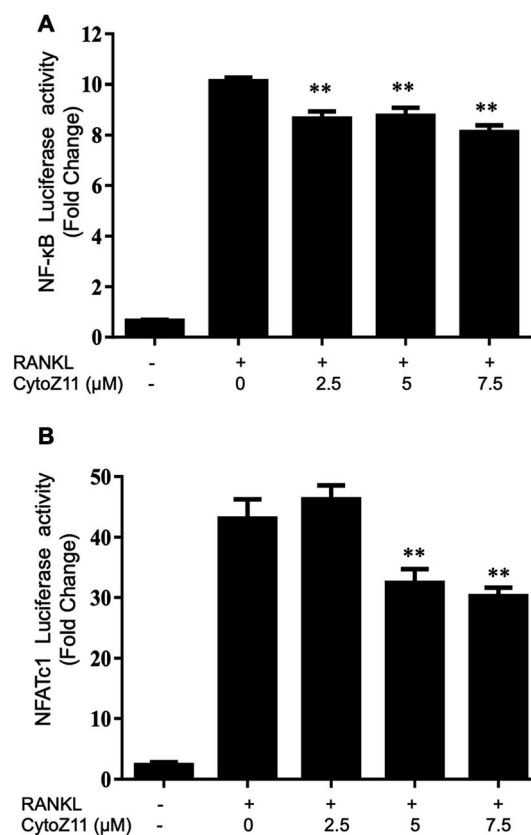 A
NF-κB Luciferase activity
(Fold Change)
12
10
8
6
4
2
0
** ** **
RANKL - + + + +
CytoZ11 (µM) - 0 2.5 5 7.5
B
NFATc1 Luciferase activity
(Fold Change)
50
40
30
20
10
0
** **
RANKL - + + + +
CytoZ11 (µM) - 0 2.5 5 7.5